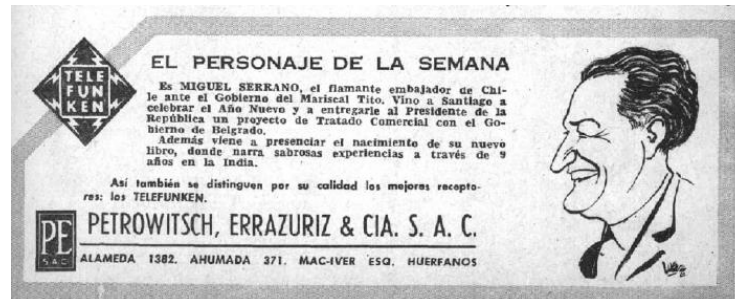 TELE
FUN
KEN
EL PERSONAJE DE LA SEMANA
Es MIGUEL SERRANO, el flamante embajador de Chi-
le ante el Gobierno del Mariscal Tito. Vino a Santiago a
celebrar el Año Nuevo y a entregarle al Presidente de la
República un proyecto de Tratado Comercial con el Go-
bierno de Belgrado.
Además viene a presenciar el nacimiento de su nuevo
libro, donde narra sabrosas experiencias a través de 9
años en la India.
Así también se distinguen por su calidad los mejores recepto-
res: los TELEFUNKEN.
PE
S A C
PETROWITSCH, ERRAZURIZ & CIA. S. A. C.
ALAMEDA 1382. AHUMADA 371. MAC-IVER ESQ. HUERFANOS